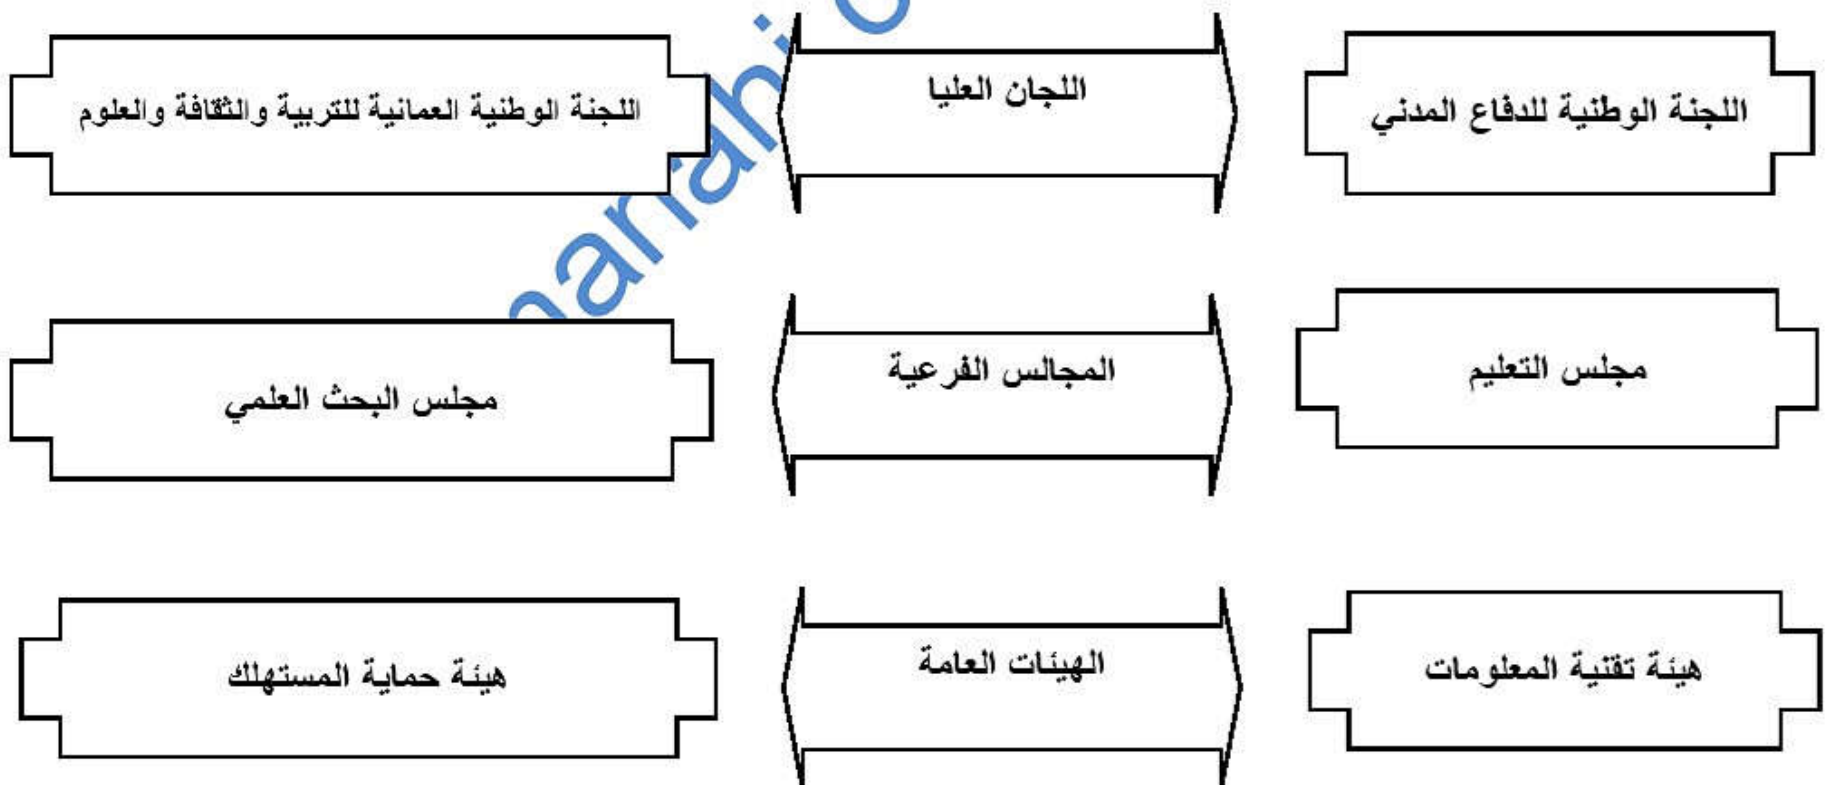 اللجنة الوطنية للدفاع المدني
اللجان العليا
اللجنة الوطنية العمانية للتربية والثقافة والعلوم
مجلس التعليم
المجالس الفرعية
مجلس البحث العلمي
هيئة تقنية المعلومات
الهيئات العامة
هيئة حماية المستهلك